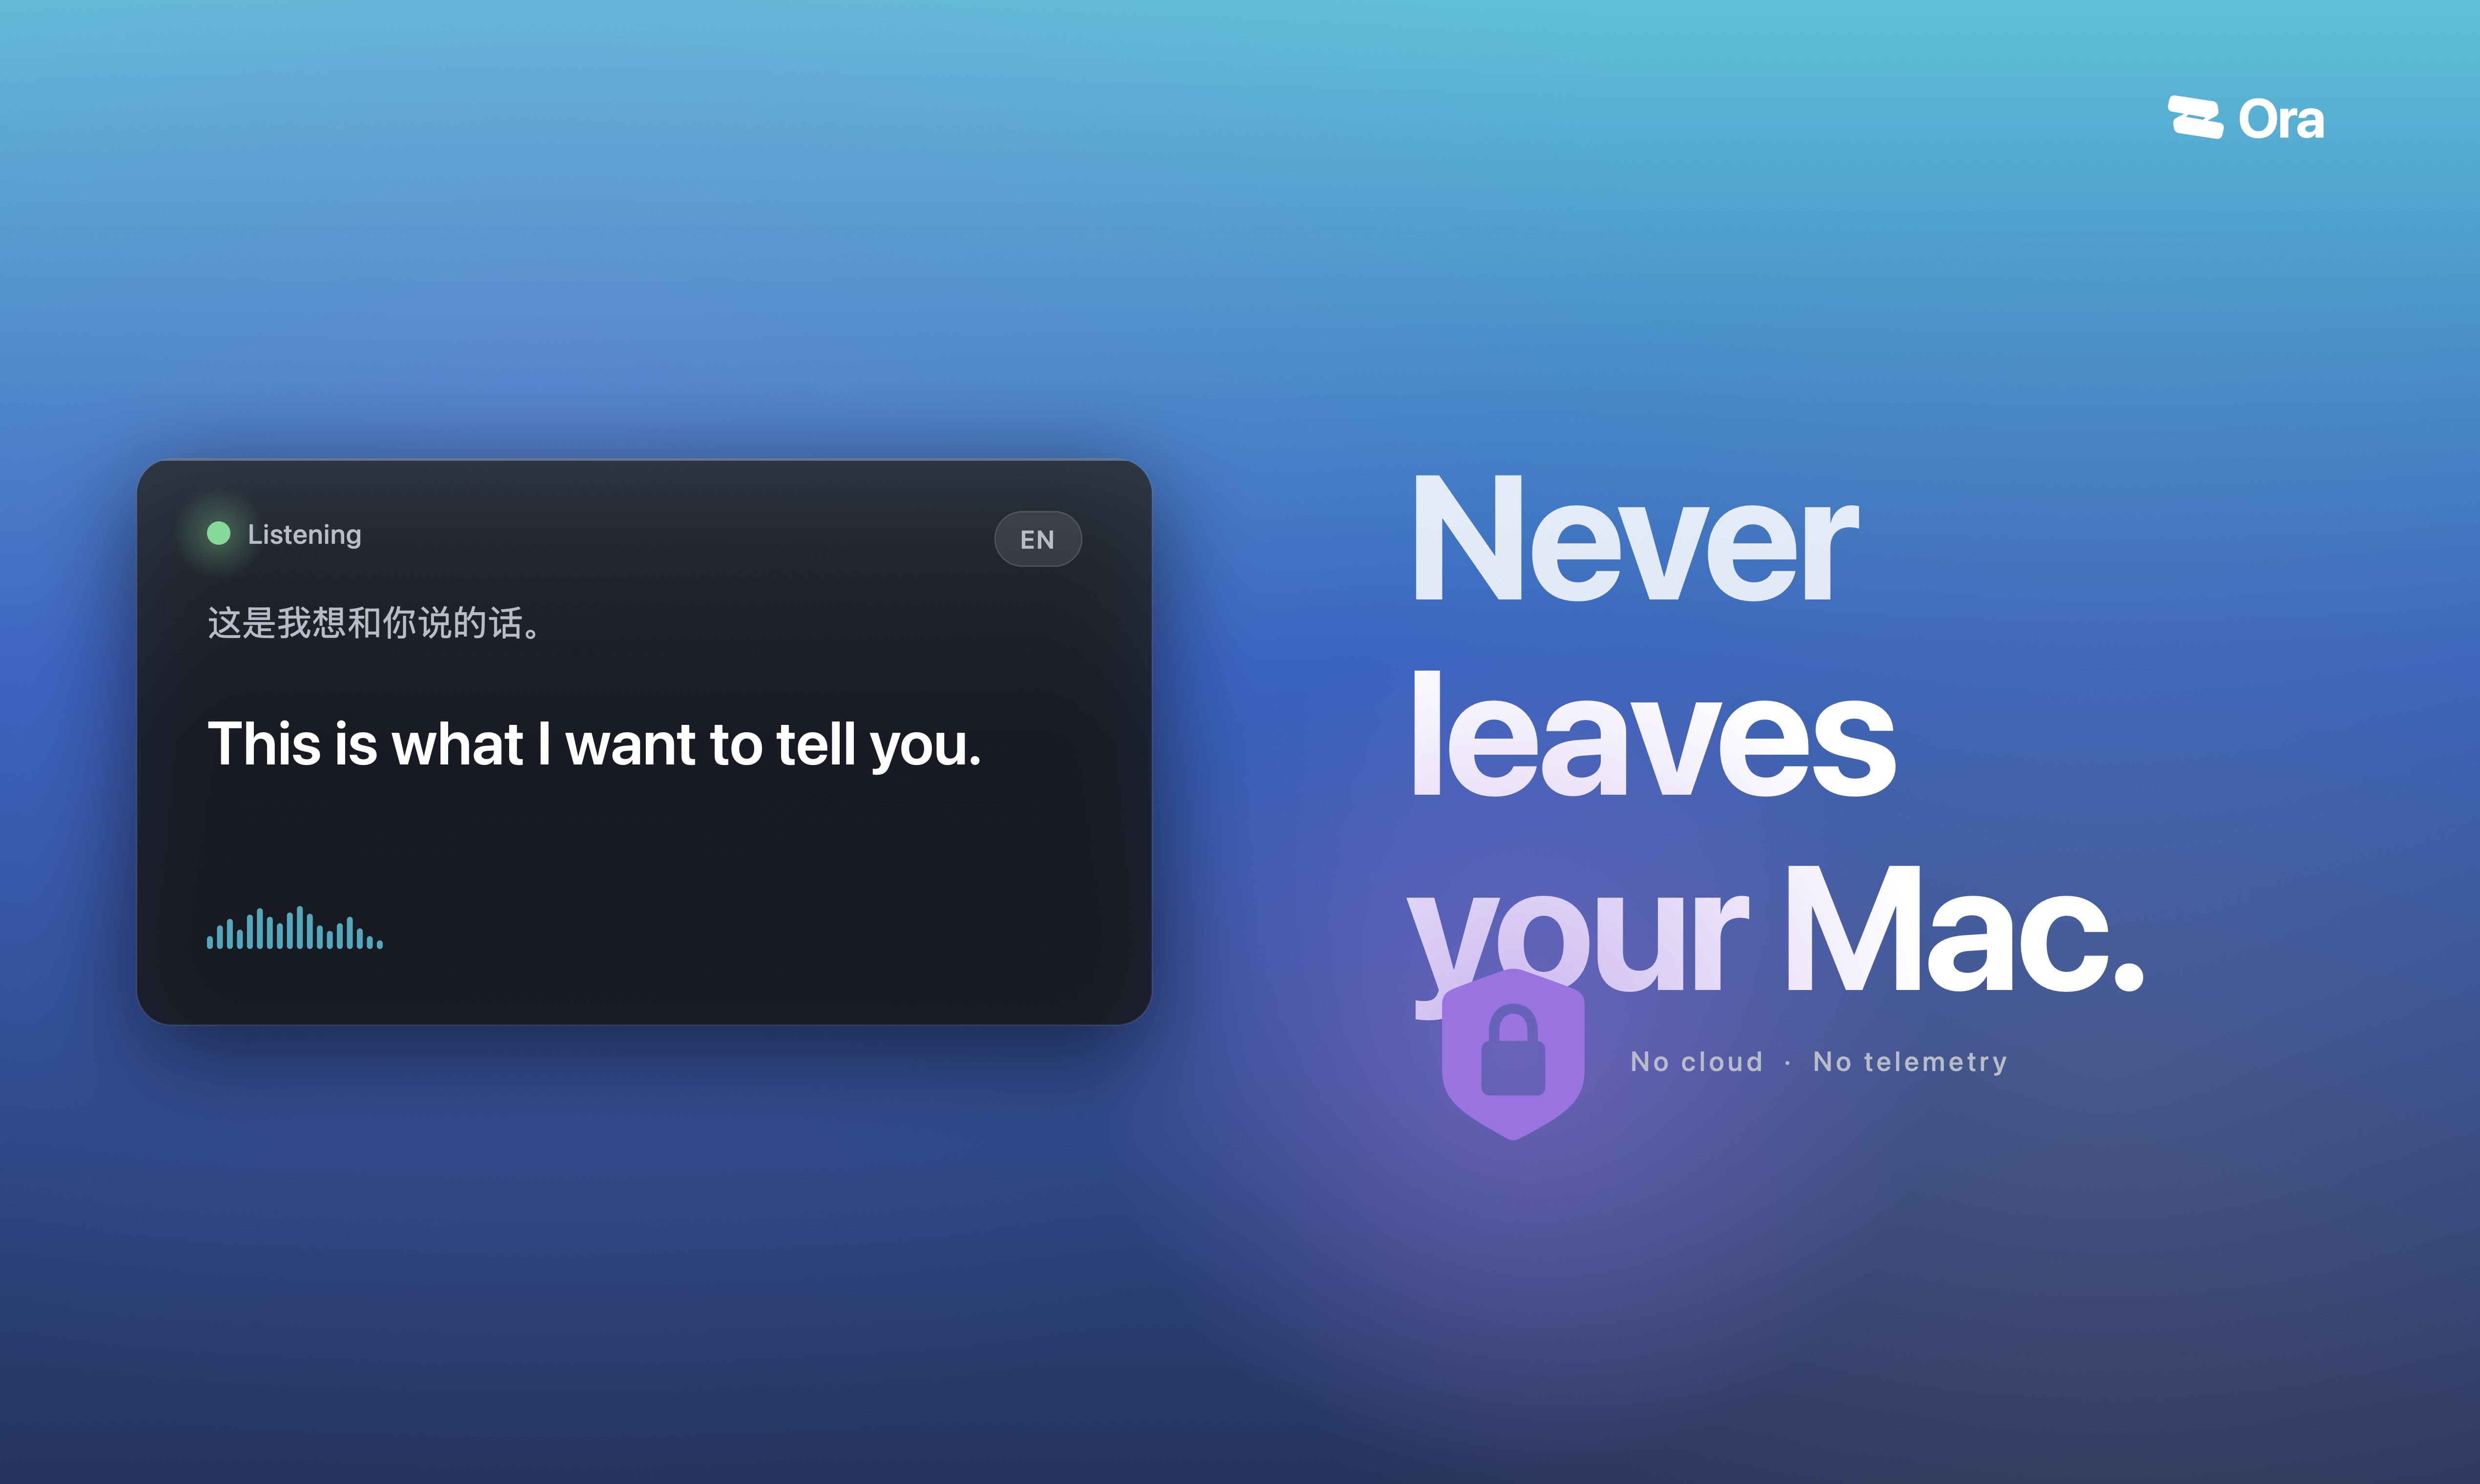 Ora
Listening
EN
这是我想和你说的话。
This is what I want to tell you.
Never
leaves
your Mac.
No cloud · No telemetry